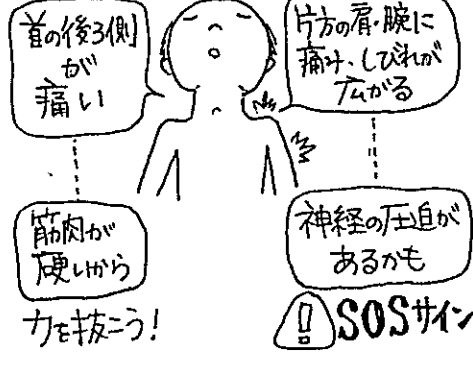 首の後ろ側
が
痛い
片方の肩・腕に
痛み、しびれが
広がる
筋肉が
硬いから
力を抜こう!
神経の圧迫が
あるかも
! SOSサイン